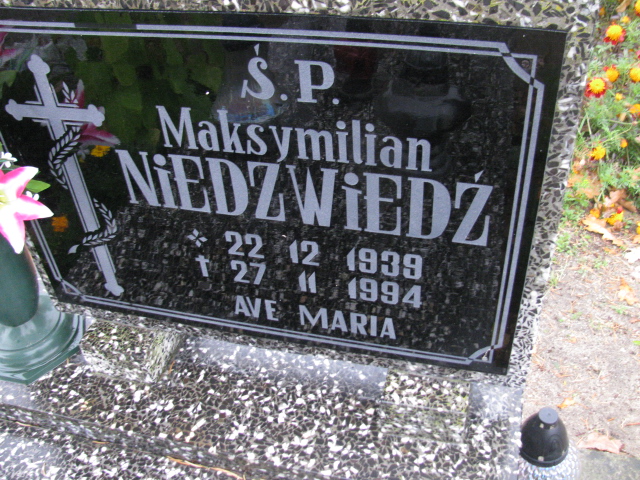 Ś.P.
Maksymilian
NiEDZWiEDŹ
* 22 12 1939
† 27 11 1994
AVE MARIA